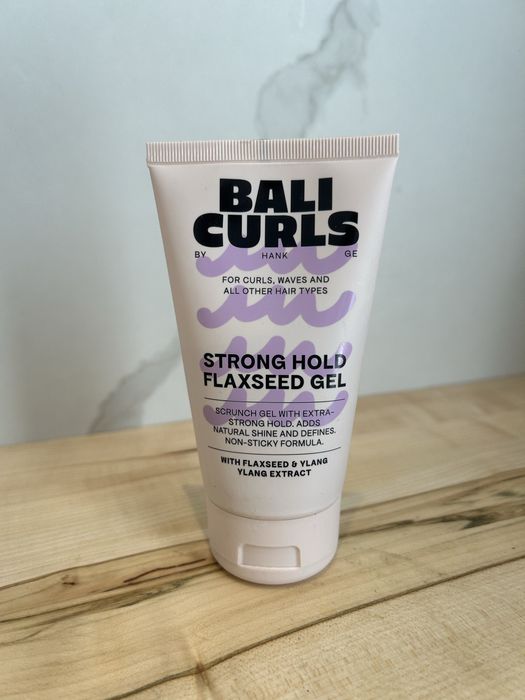 BALI
CURLS
BY HANK GE
FOR CURLS, WAVES AND
ALL OTHER HAIR TYPES
STRONG HOLD
FLAXSEED GEL
SCRUNCH GEL WITH EXTRA-
STRONG HOLD. ADDS
NATURAL SHINE AND DEFINES.
NON-STICKY FORMULA.
WITH FLAXSEED & YLANG
YLANG EXTRACT